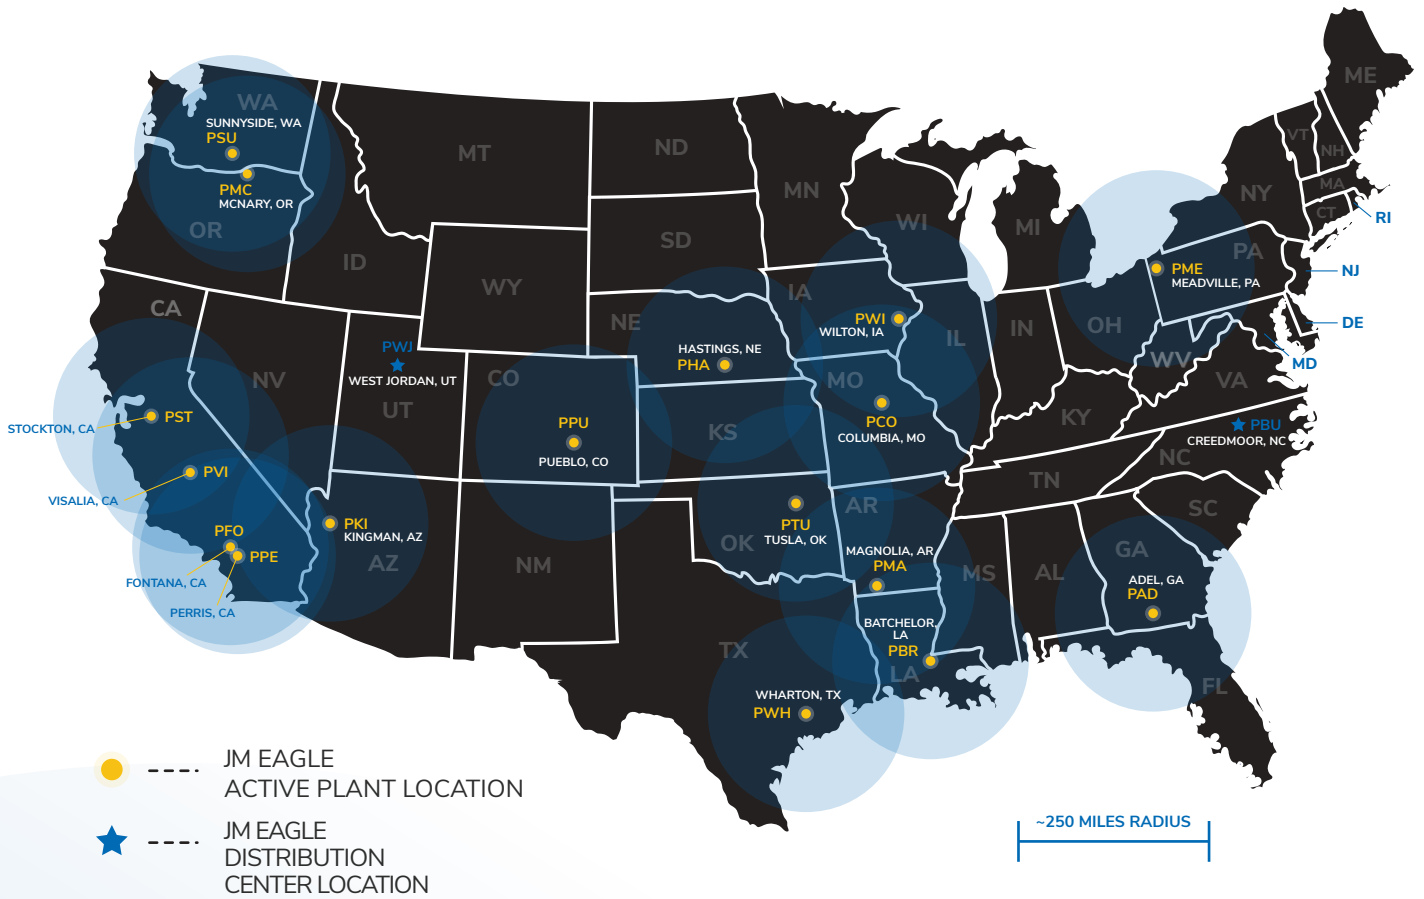 ME
WA
SUNNYSIDE, WA
PSU
VT
NH
MT
ND
PMC
MCNARY, OR
MN
NY
MA
CT
RI
OR
WI
MI
SD
ID
PA
PME
MEADVILLE, PA
NJ
WY
IA
CA
NE
PWI
WILTON, IA
IL
IN
OH
DE
PWJ
WEST JORDAN, UT
HASTINGS, NE
PHA
WV
MD
NV
CO
MO
VA
UT
PST
STOCKTON, CA
PPU
PUEBLO, CO
KS
PCO
COLUMBIA, MO
KY
PBU
CREEDMOOR, NC
NC
PVI
VISALIA, CA
TN
AR
SC
PKI
KINGMAN, AZ
PTU
TUSLA, OK
OK
PFO
PPE
AZ
NM
MAGNOLIA, AR
PMA
MS
AL
GA
FONTANA, CA
PERRIS, CA
ADEL, GA
PAD
BATCHELOR,
LA
PBR
TX
LA
FL
WHARTON, TX
PWH
JM EAGLE
ACTIVE PLANT LOCATION
JM EAGLE
DISTRIBUTION
CENTER LOCATION
~250 MILES RADIUS